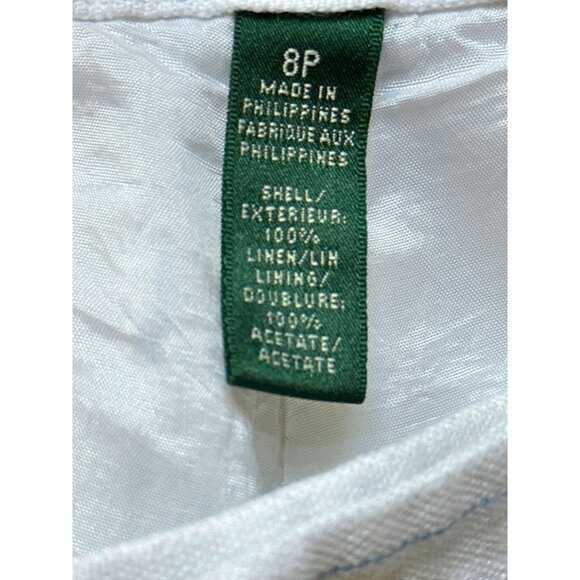 8P
MADE IN
PHILIPPINES
FABRIQUE AUX
PHILIPPINES
SHELL/
EXTERIEUR:
100%
LINEN/LIN
LINING/
DOUBLURE:
100%
ACETATE/
ACETATE